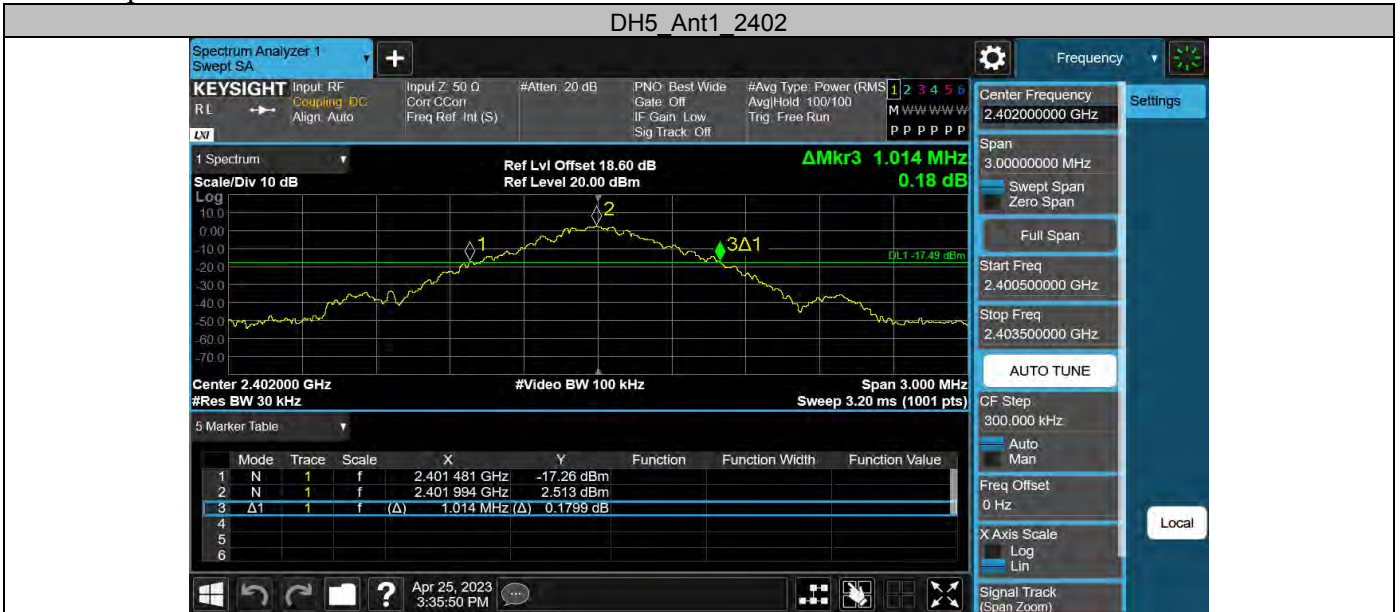 DH5_Ant1_2402
Spectrum Analyzer 1
Swept SA
+
Frequency
KEYSIGHT
RL
LXI
Input: RF
Coupling: DC
Align: Auto
Input Z: 50 Ω
Corr CCorr
Freq Ref: Int (S)
#Atten: 20 dB
PNO: Best Wide
Gate: Off
IF Gain: Low
Sig Track: Off
#Avg Type: Power (RMS
Avg|Hold: 100/100
Trig: Free Run
1 2 3 4 5 6
M W W W W W
P P P P P P
1 Spectrum
Scale/Div 10 dB
Ref Lvl Offset 18.60 dB
Ref Level 20.00 dBm
ΔMkr3 1.014 MHz
0.18 dB
Log
10.0
0.00
-10.0
-20.0
-30.0
-40.0
-50.0
-60.0
-70.0
1
2
3Δ1
DL1 -17.49 dBm
Center 2.402000 GHz
#Res BW 30 kHz
#Video BW 100 kHz
Span 3.000 MHz
Sweep 3.20 ms (1001 pts)
5 Marker Table
Mode Trace Scale X Y Function Function Width Function Value
1 N 1 f 2.401 481 GHz -17.26 dBm
2 N 1 f 2.401 994 GHz 2.513 dBm
3 Δ1 1 f (Δ) 1.014 MHz (Δ) 0.1799 dB
4
5
6
?
Apr 25, 2023
3:35:50 PM
Center Frequency
2.402000000 GHz
Settings
Span
3.00000000 MHz
Swept Span
Zero Span
Full Span
Start Freq
2.400500000 GHz
Stop Freq
2.403500000 GHz
AUTO TUNE
CF Step
300.000 kHz
Auto
Man
Freq Offset
0 Hz
Local
X Axis Scale
Log
Lin
Signal Track
(Span Zoom)